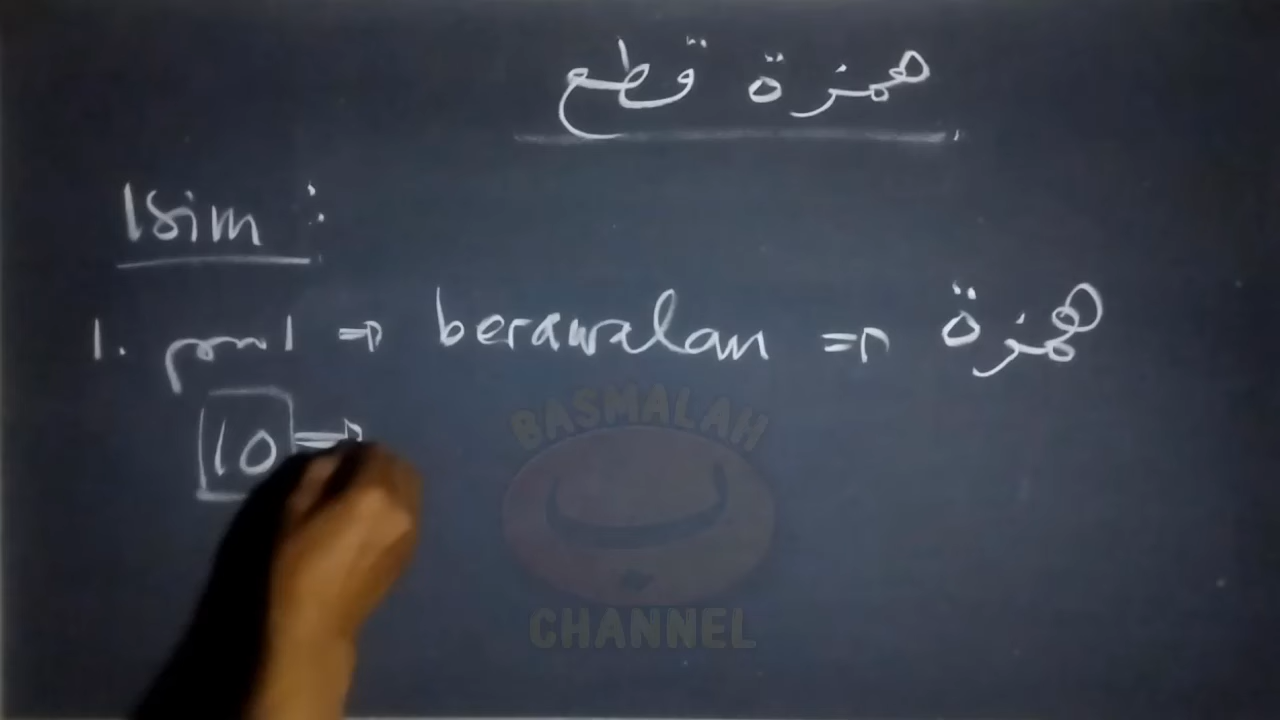 همزة قطع
Isim :
1. اسم ⇒ berawalan ⇒ همزة
10 ⇒
BASMALAH
CHANNEL